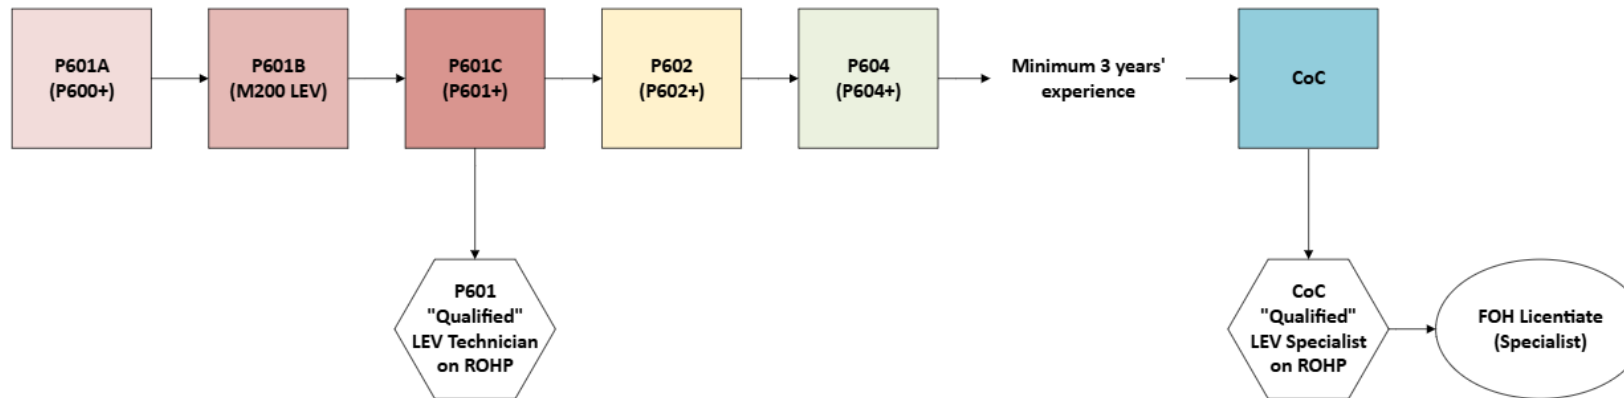 P601A
(P600+)
P601B
(M200 LEV)
P601C
(P601+)
P602
(P602+)
P604
(P604+)
Minimum 3 years'
experience
CoC
P601
"Qualified"
LEV Technician
on ROHP
CoC
"Qualified"
LEV Specialist
on ROHP
FOH Licentiate
(Specialist)